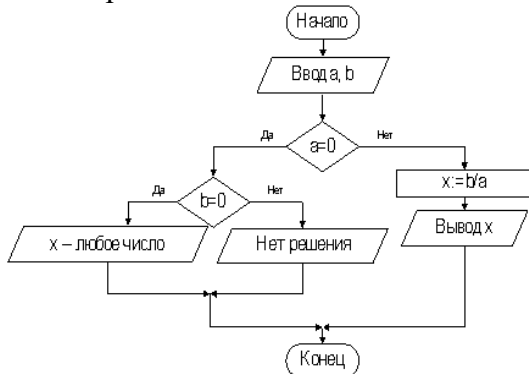 Начало
Ввод a, b
Да
a=0
Нет
Да
b=0
Нет
x:=b/a
x – любое число
Нет решения
Вывод x
Конец